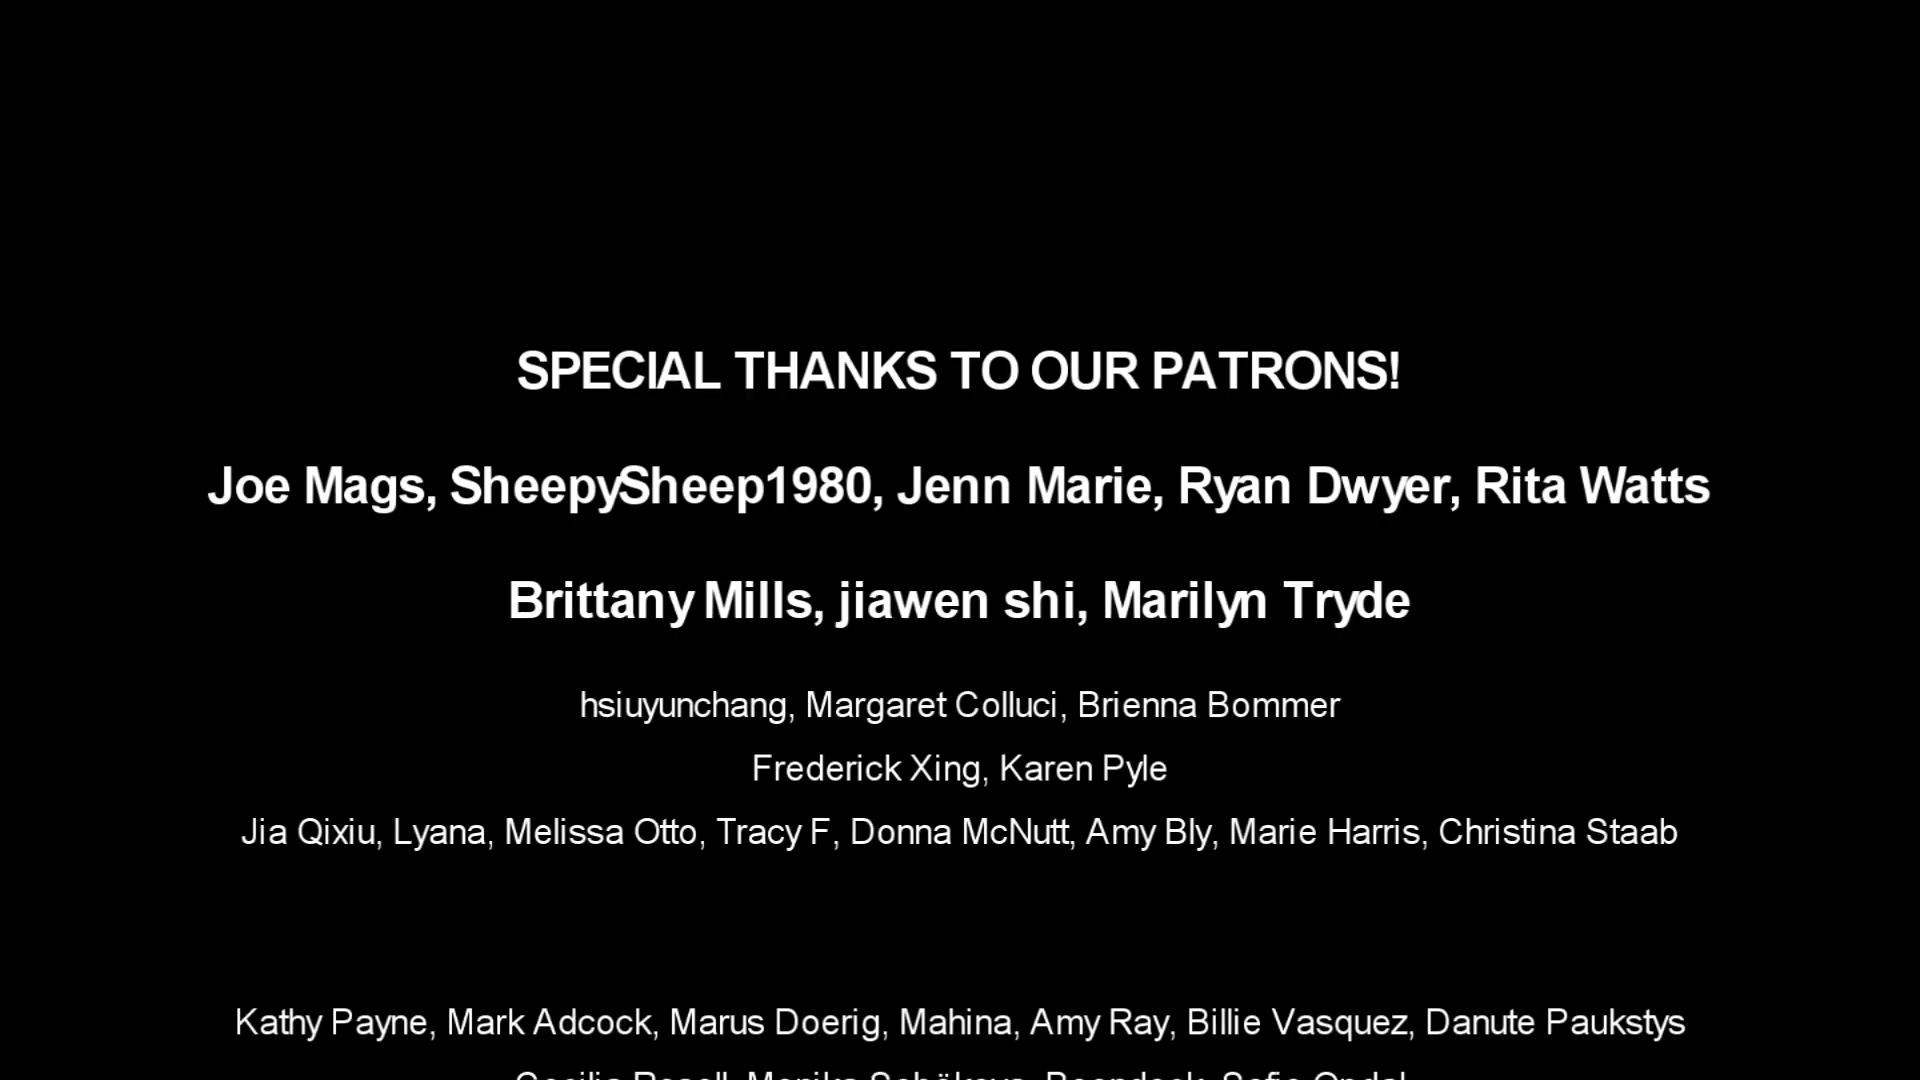 SPECIAL THANKS TO OUR PATRONS!
Joe Mags, SheepySheep1980, Jenn Marie, Ryan Dwyer, Rita Watts
Brittany Mills, jiawen shi, Marilyn Tryde
hsiuyunchang, Margaret Colluci, Brienna Bommer
Frederick Xing, Karen Pyle
Jia Qixiu, Lyana, Melissa Otto, Tracy F, Donna McNutt, Amy Bly, Marie Harris, Christina Staab
Kathy Payne, Mark Adcock, Marus Doerig, Mahina, Amy Ray, Billie Vasquez, Danute Paukstys